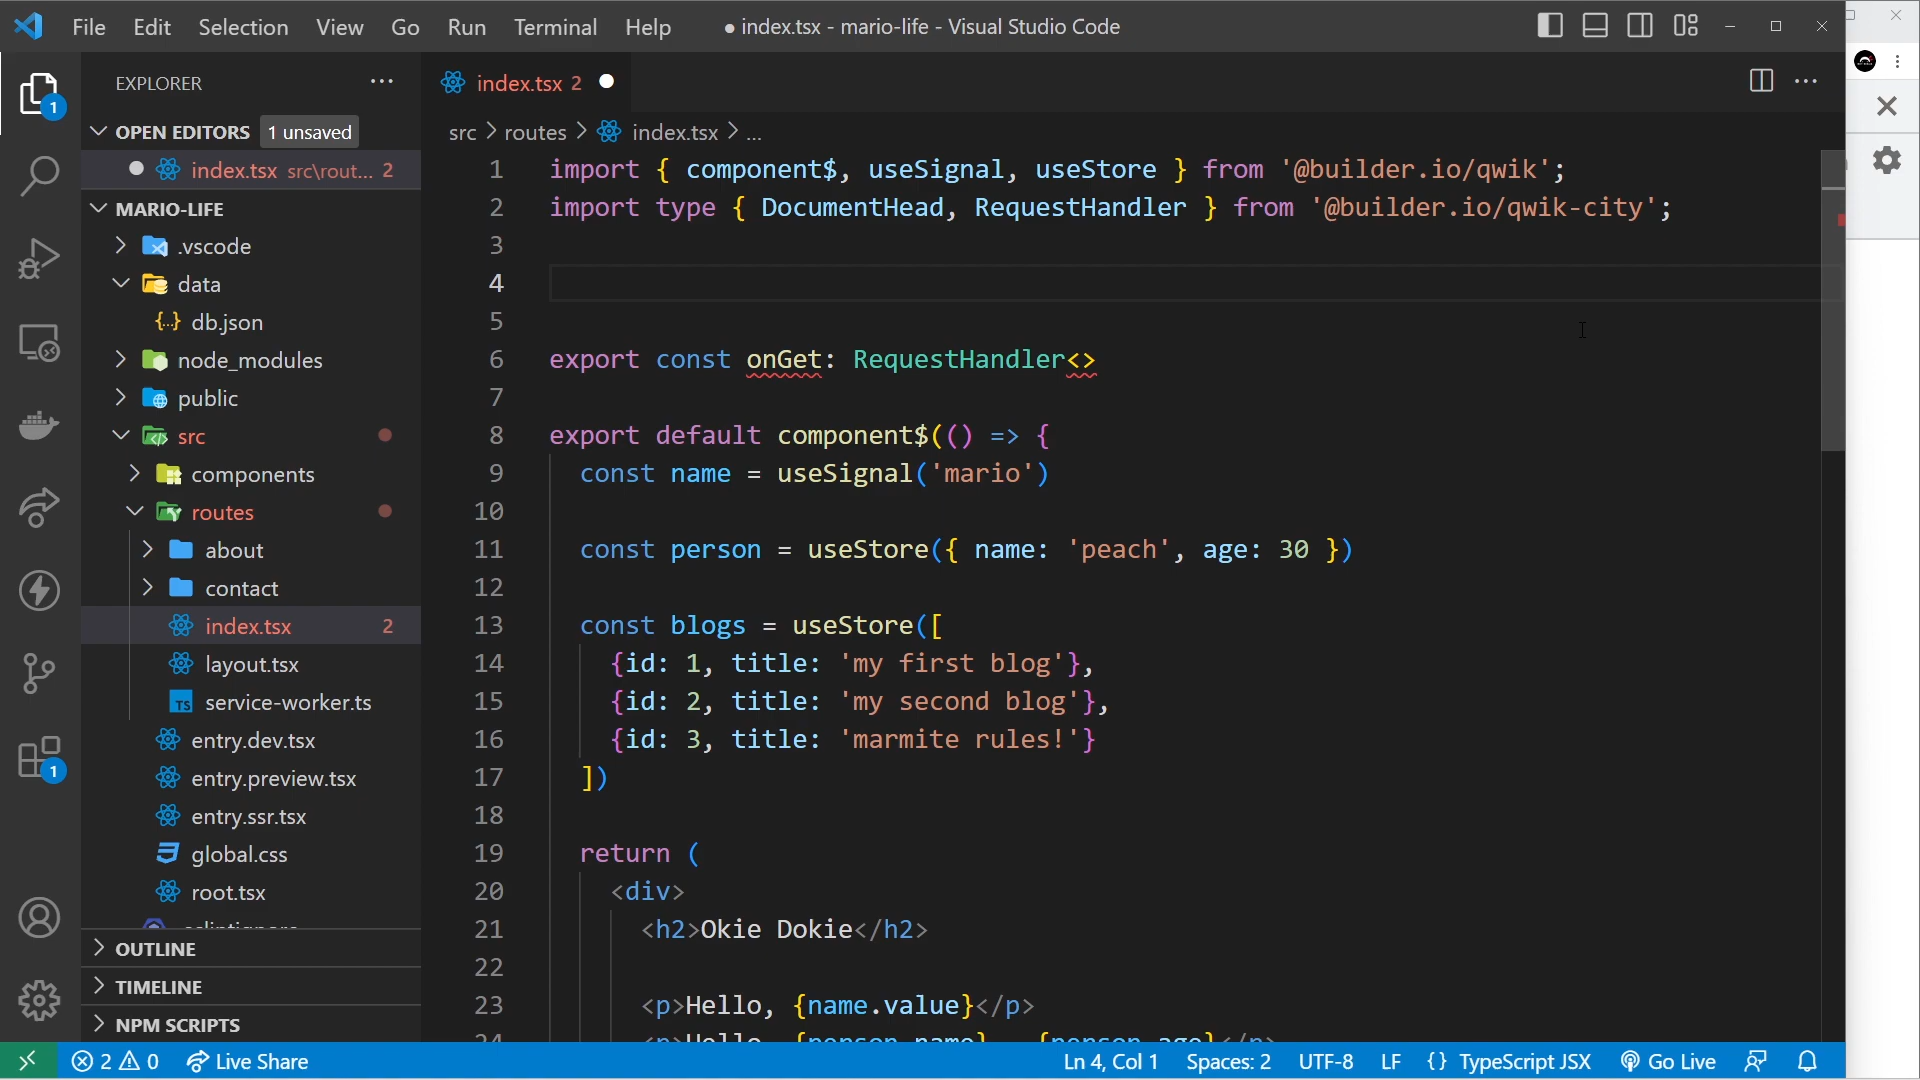 File Edit Selection View Go Run Terminal Help ● index.tsx - mario-life - Visual Studio Code
EXPLORER ...
OPEN EDITORS 1 unsaved
index.tsx src\rout... 2
MARIO-LIFE
.vscode
data
{..} db.json
node_modules
public
src
components
routes
about
contact
index.tsx 2
layout.tsx
TS service-worker.ts
entry.dev.tsx
entry.preview.tsx
entry.ssr.tsx
global.css
root.tsx
OUTLINE
TIMELINE
NPM SCRIPTS
1
1
index.tsx 2 ●
src > routes > index.tsx > ...
1 import { component$, useSignal, useStore } from '@builder.io/qwik';
2 import type { DocumentHead, RequestHandler } from '@builder.io/qwik-city';
3
4
5
6 export const onGet: RequestHandler<>
7
8 export default component$(() => {
9 const name = useSignal('mario')
10
11 const person = useStore({ name: 'peach', age: 30 })
12
13 const blogs = useStore([
14 {id: 1, title: 'my first blog'},
15 {id: 2, title: 'my second blog'},
16 {id: 3, title: 'marmite rules!'}
17 ])
18
19 return (
20 <div>
21 <h2>Okie Dokie</h2>
22
23 <p>Hello, {name.value}</p>
24 <p>Hello, {person.name} - {person.age}</p>
2 0 Live Share Ln 4, Col 1 Spaces: 2 UTF-8 LF {} TypeScript JSX Go Live